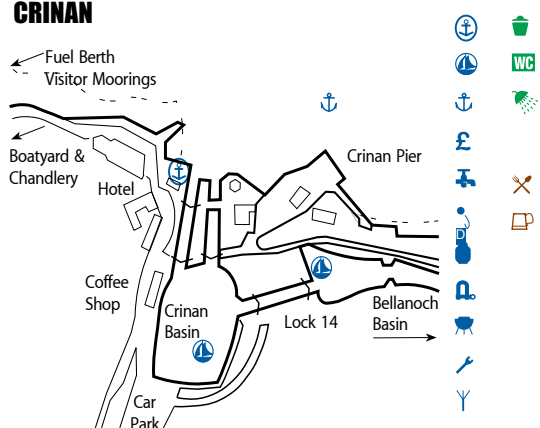 CRINAN
Fuel Berth
Visitor Moorings
Boatyard &
Chandlery
Hotel
Crinan Pier
Coffee
Shop
Crinan
Basin
Lock 14
Bellanoch
Basin
Car
Park
£
D
WC